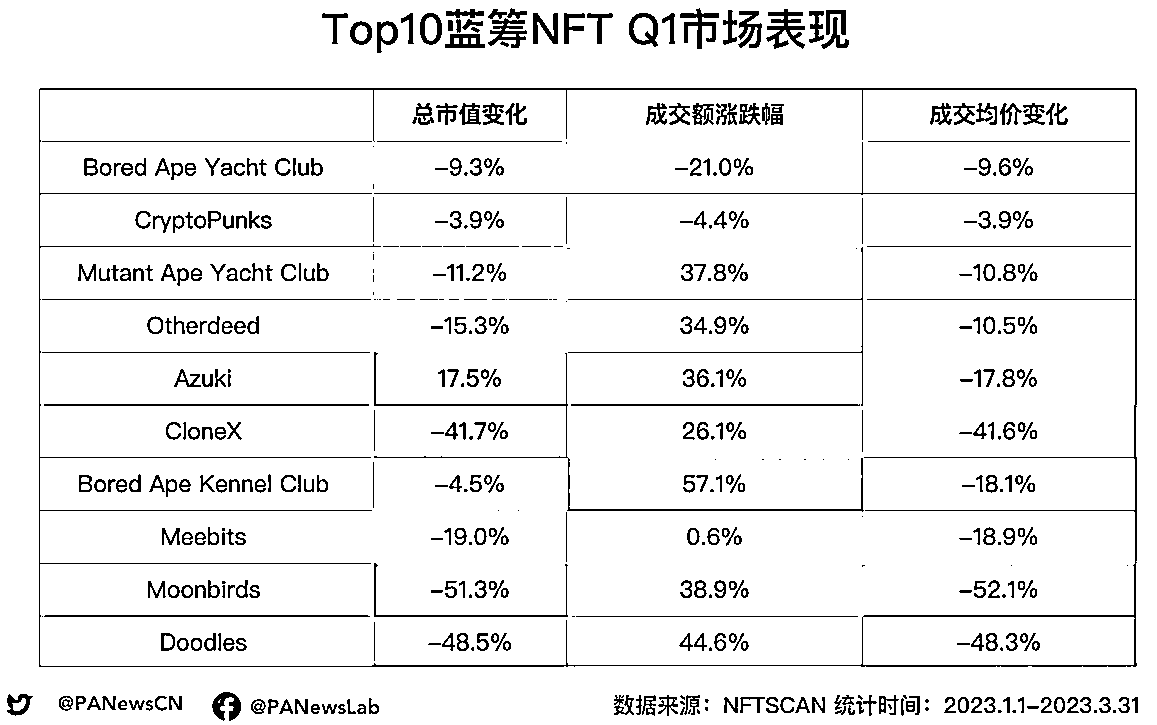 Top10蓝筹NFT Q1市场表现
总市值变化 成交额涨跌幅 成交均价变化
Bored Ape Yacht Club –9.3% –21.0% –9.6%
CryptoPunks –3.9% –4.4% –3.9%
Mutant Ape Yacht Club –11.2% 37.8% –10.8%
Otherdeed –15.3% 34.9% –10.5%
Azuki 17.5% 36.1% –17.8%
CloneX –41.7% 26.1% –41.6%
Bored Ape Kennel Club –4.5% 57.1% –18.1%
Meebits –19.0% 0.6% –18.9%
Moonbirds –51.3% 38.9% –52.1%
Doodles –48.5% 44.6% –48.3%
@PANewsCN @PANewsLab 数据来源：NFTSCAN 统计时间：2023.1.1–2023.3.31